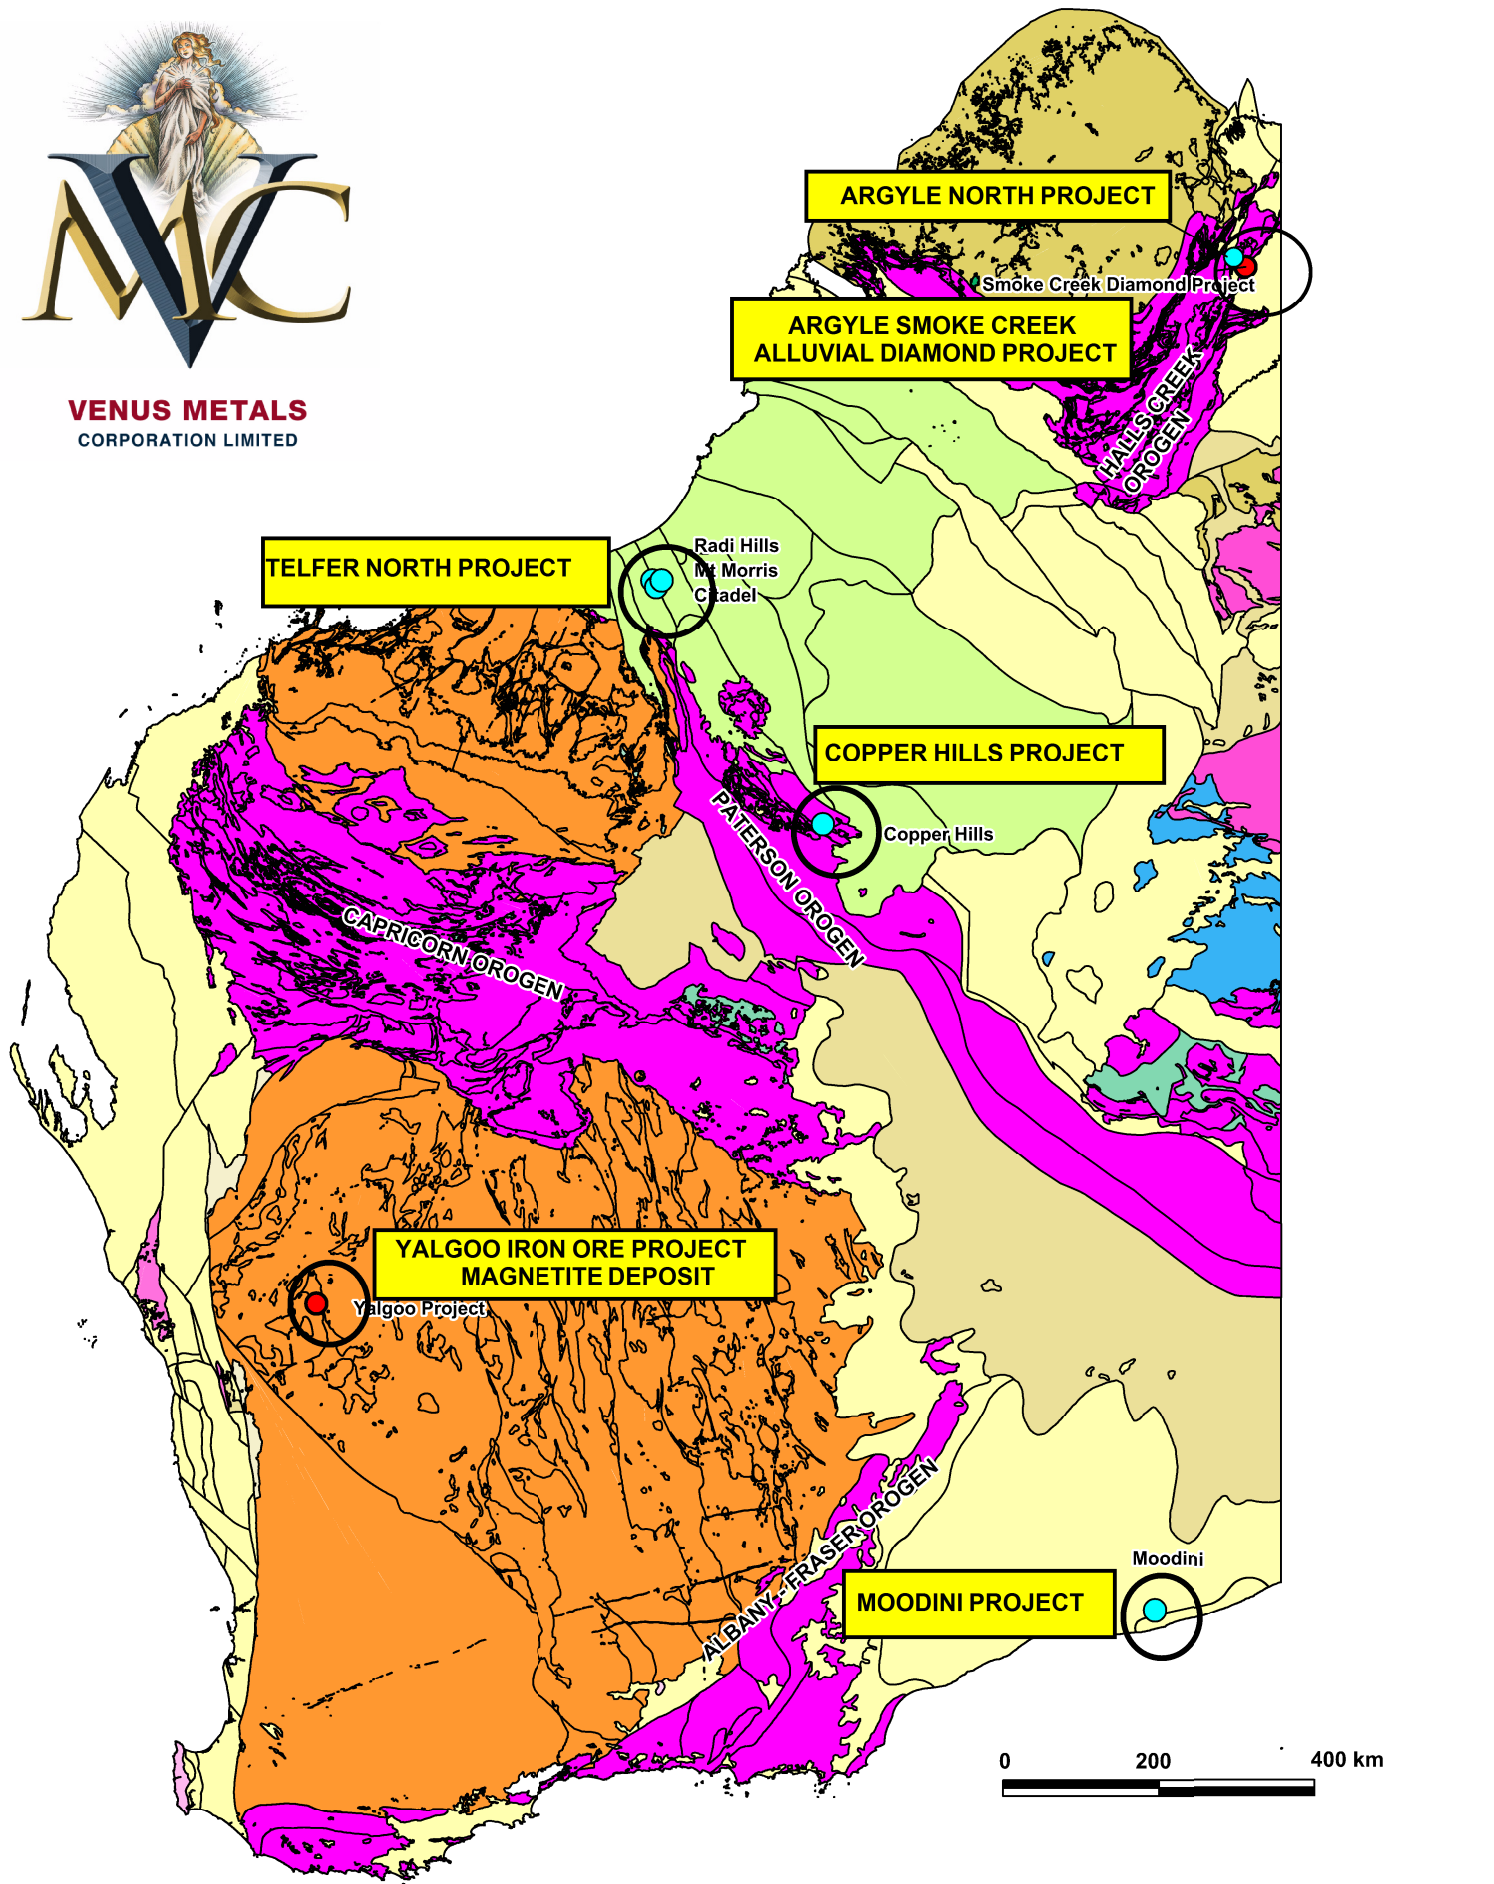 VMC
VENUS METALS
CORPORATION LIMITED
ARGYLE NORTH PROJECT
Smoke Creek Diamond Project
ARGYLE SMOKE CREEK
ALLUVIAL DIAMOND PROJECT
HALLS CREEK
OROGEN
TELFER NORTH PROJECT
Radi Hills
Mt Morris
Citadel
COPPER HILLS PROJECT
Copper Hills
PATERSON OROGEN
CAPRICORN OROGEN
YALGOO IRON ORE PROJECT
MAGNETITE DEPOSIT
Yalgoo Project
ALBANY - FRASER OROGEN
Moodini
MOODINI PROJECT
0 200 400 km